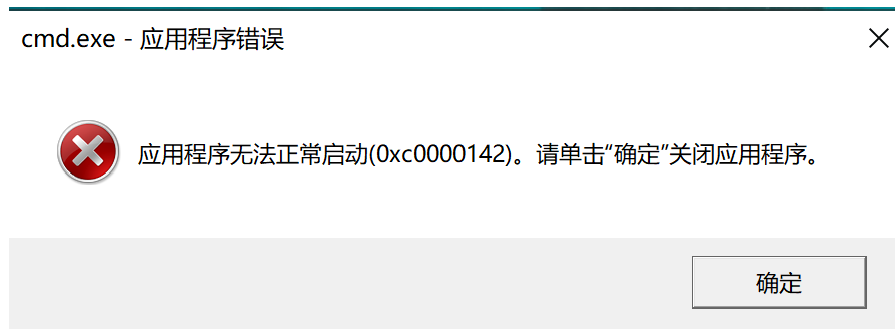 cmd.exe - 应用程序错误
应用程序无法正常启动(0xc0000142)。请单击“确定”关闭应用程序。
确定